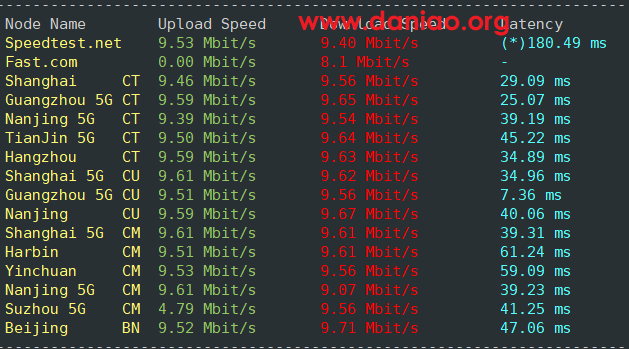 Node Name Upload Speed Download Speed Latency
www.daniao.org
Speedtest.net 9.53 Mbit/s 9.40 Mbit/s (*)180.49 ms
Fast.com 0.00 Mbit/s 8.1 Mbit/s -
Shanghai CT 9.46 Mbit/s 9.56 Mbit/s 29.09 ms
Guangzhou 5G CT 9.59 Mbit/s 9.65 Mbit/s 25.07 ms
Nanjing 5G CT 9.39 Mbit/s 9.54 Mbit/s 39.19 ms
TianJin 5G CT 9.50 Mbit/s 9.64 Mbit/s 45.22 ms
Hangzhou CT 9.59 Mbit/s 9.63 Mbit/s 34.89 ms
Shanghai 5G CU 9.61 Mbit/s 9.62 Mbit/s 34.96 ms
Guangzhou 5G CU 9.51 Mbit/s 9.56 Mbit/s 7.36 ms
Nanjing CU 9.59 Mbit/s 9.67 Mbit/s 40.06 ms
Shanghai 5G CM 9.61 Mbit/s 9.61 Mbit/s 39.31 ms
Harbin CM 9.51 Mbit/s 9.61 Mbit/s 61.24 ms
Yinchuan CM 9.53 Mbit/s 9.56 Mbit/s 59.09 ms
Nanjing 5G CM 9.61 Mbit/s 9.07 Mbit/s 39.23 ms
Suzhou 5G CM 4.79 Mbit/s 9.56 Mbit/s 41.25 ms
Beijing BN 9.52 Mbit/s 9.71 Mbit/s 47.06 ms